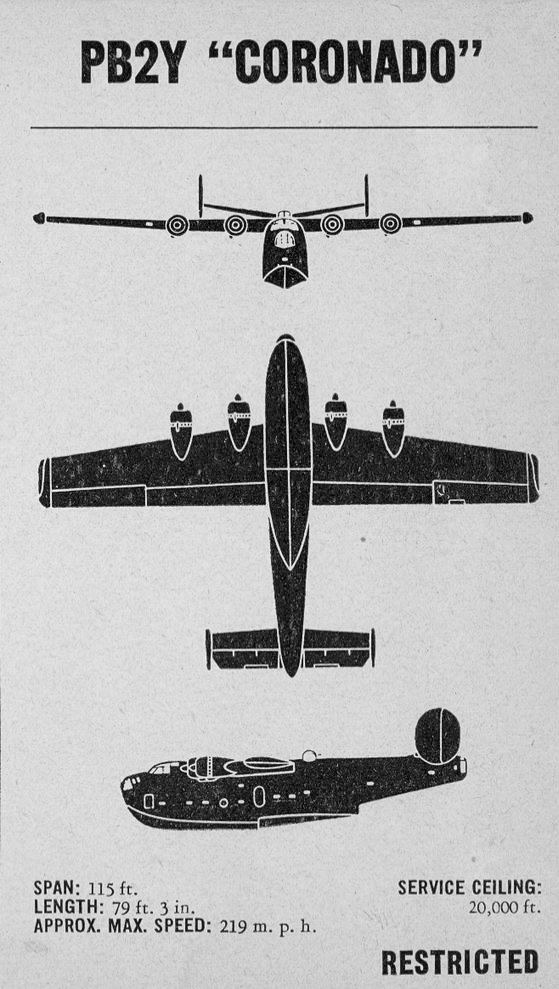 PB2Y “CORONADO”
SPAN: 115 ft.
LENGTH: 79 ft. 3 in.
APPROX. MAX. SPEED: 219 m. p. h.
SERVICE CEILING:
20,000 ft.
RESTRICTED